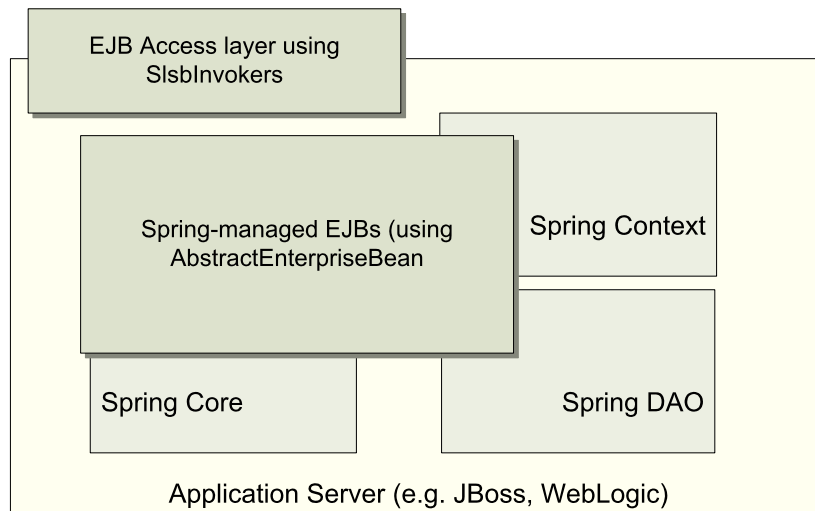 EJB Access layer using
SlsbInvokers
Spring-managed EJBs (using
AbstractEnterpriseBean
Spring Context
Spring Core
Spring DAO
Application Server (e.g. JBoss, WebLogic)